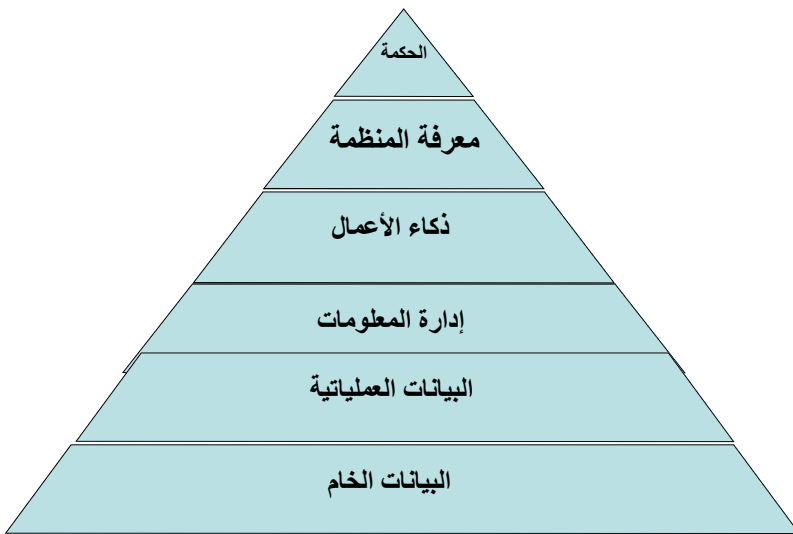 الحكمة
معرفة المنظمة
ذكاء الأعمال
إدارة المعلومات
البيانات العملياتية
البيانات الخام